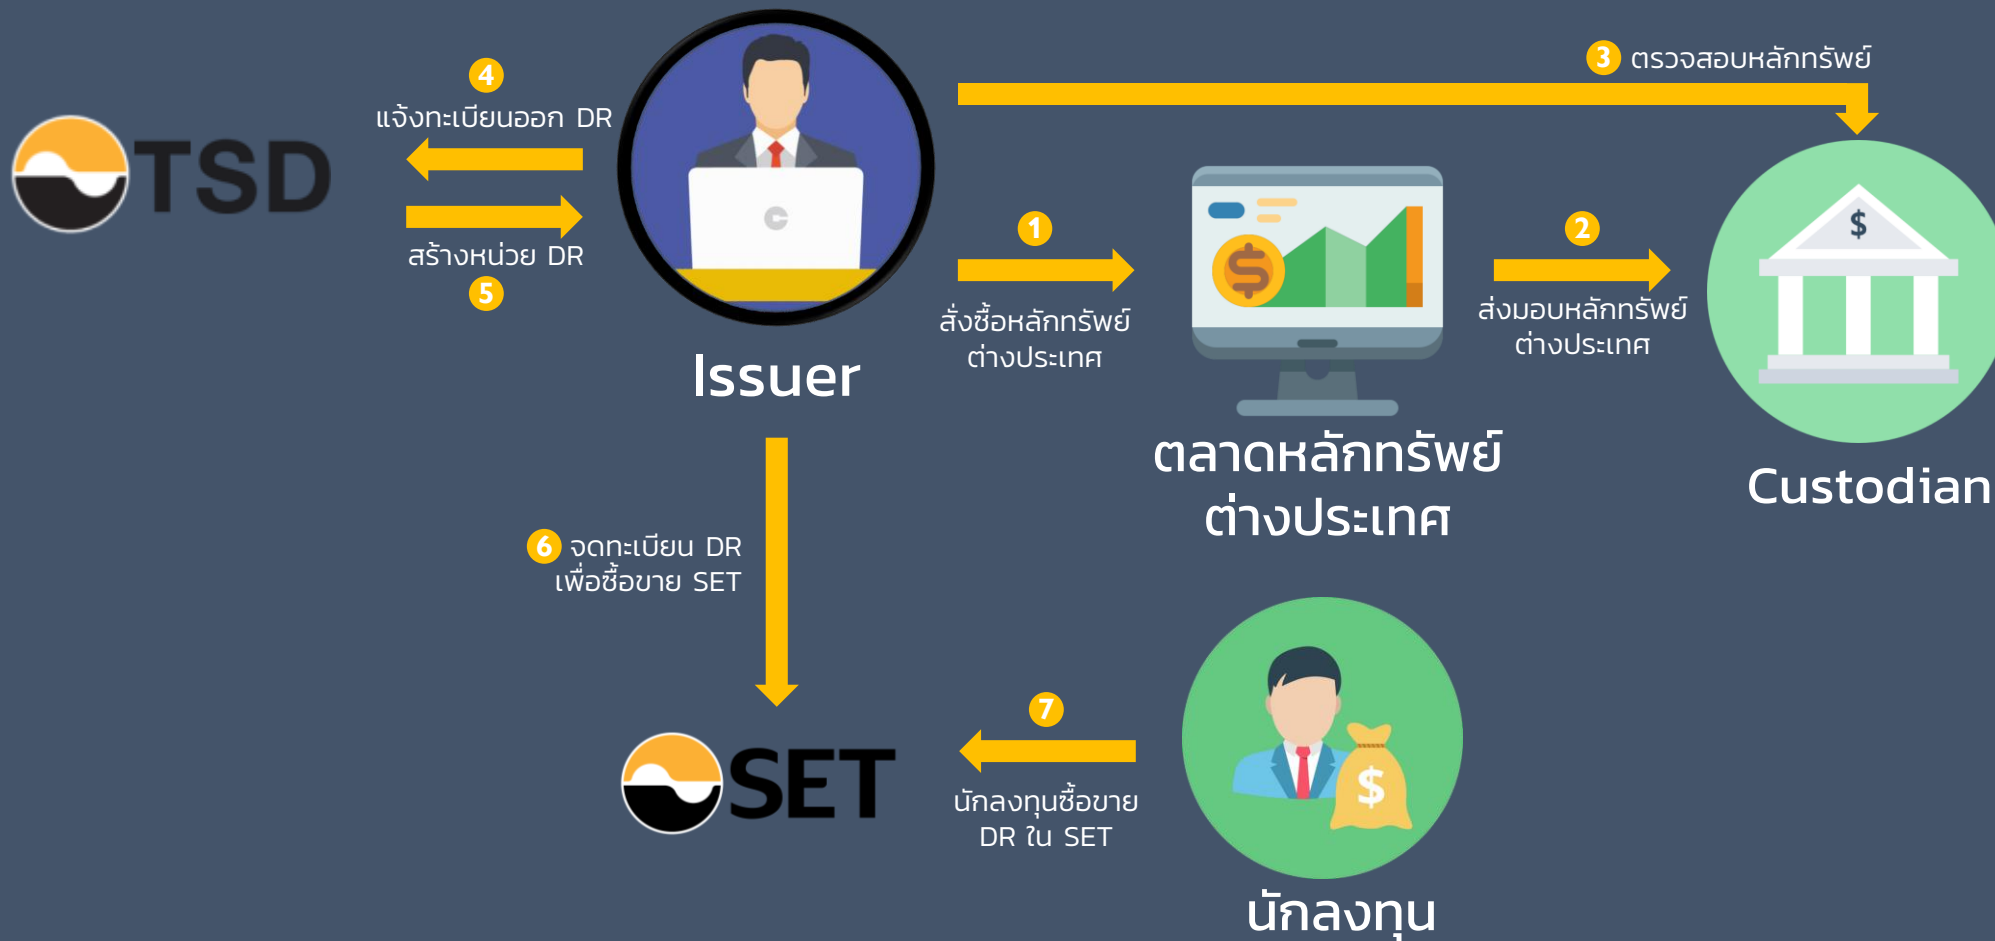 4
แจ้งทะเบียนออก DR
TSD
สร้างหน่วย DR
5
Issuer
1
สั่งซื้อหลักทรัพย์
ต่างประเทศ
ตลาดหลักทรัพย์
ต่างประเทศ
$
2
ส่งมอบหลักทรัพย์
ต่างประเทศ
3 ตรวจสอบหลักทรัพย์
$
Custodian
6 จดทะเบียน DR
เพื่อซื้อขาย SET
SET
7
นักลงทุนซื้อขาย
DR ใน SET
$
นักลงทุน